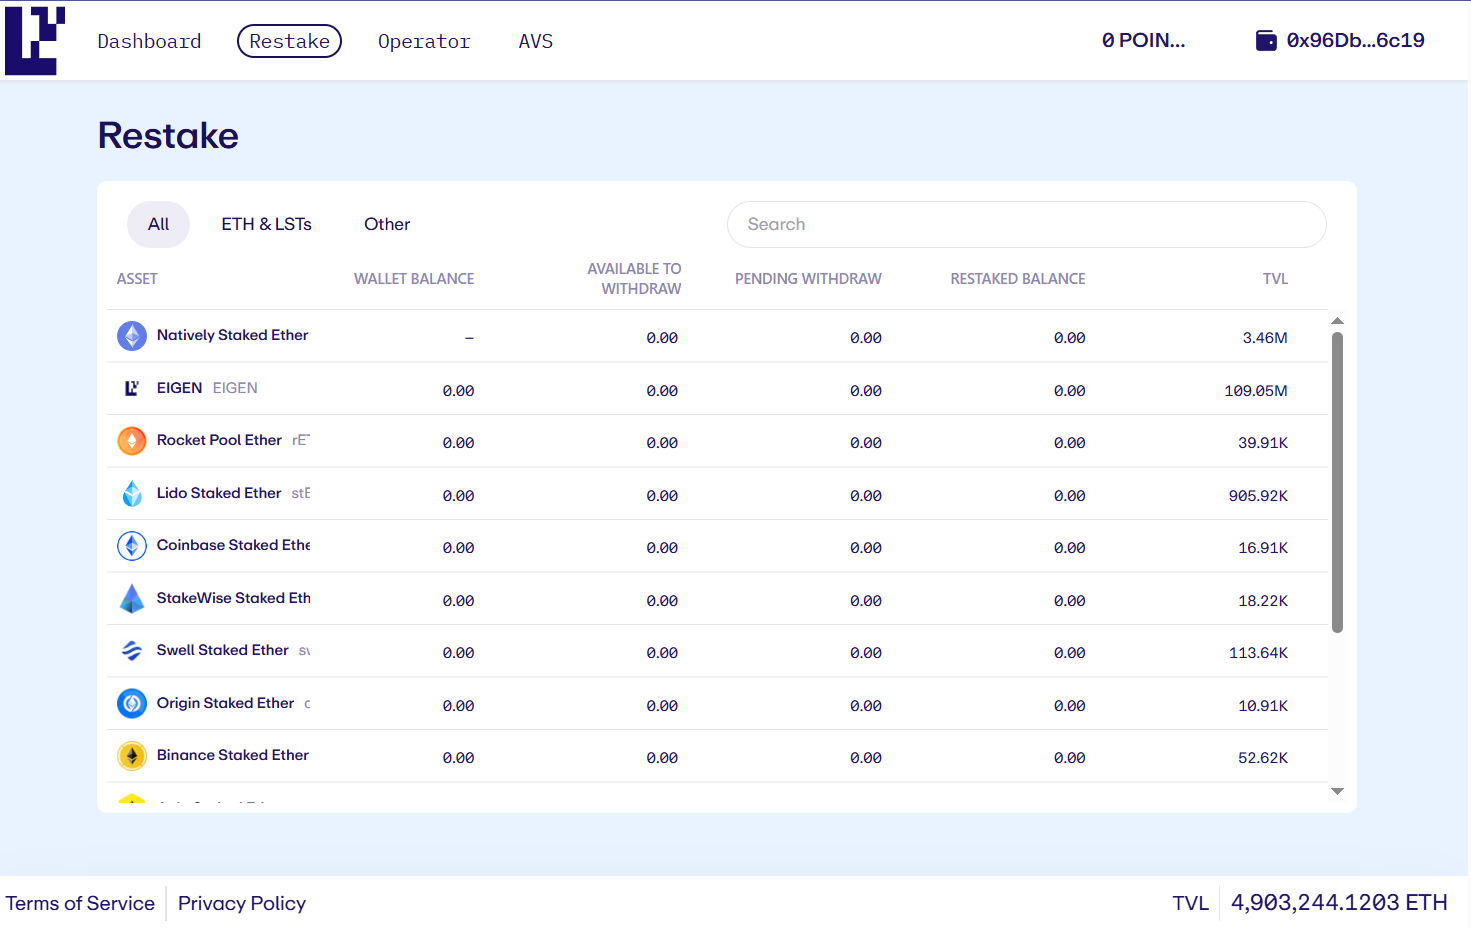 Dashboard Restake Operator AVS 0 POIN... 0x96Db...6c19
Restake
All ETH & LSTs Other Search
ASSET WALLET BALANCE AVAILABLE TO WITHDRAW PENDING WITHDRAW RESTAKED BALANCE TVL
Natively Staked Ether – 0.00 0.00 0.00 3.46M
EIGEN EIGEN 0.00 0.00 0.00 0.00 109.05M
Rocket Pool Ether 0.00 0.00 0.00 0.00 39.91K
Lido Staked Ether 0.00 0.00 0.00 0.00 905.92K
Coinbase Staked Ethe 0.00 0.00 0.00 0.00 16.91K
StakeWise Staked Eth 0.00 0.00 0.00 0.00 18.22K
Swell Staked Ether 0.00 0.00 0.00 0.00 113.64K
Origin Staked Ether 0.00 0.00 0.00 0.00 10.91K
Binance Staked Ether 0.00 0.00 0.00 0.00 52.62K
Terms of Service Privacy Policy TVL 4,903,244.1203 ETH